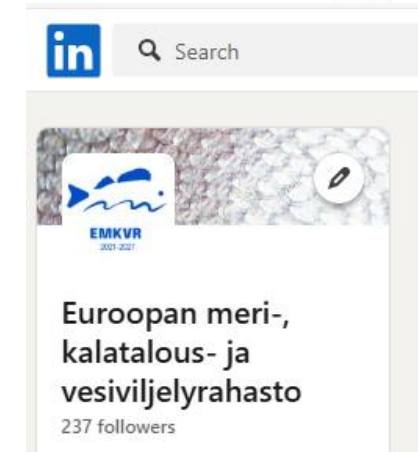 in
Search
EMKVR
2021-2027
Euroopan meri-,
kalatalous- ja
vesiviljelyrahasto
237 followers